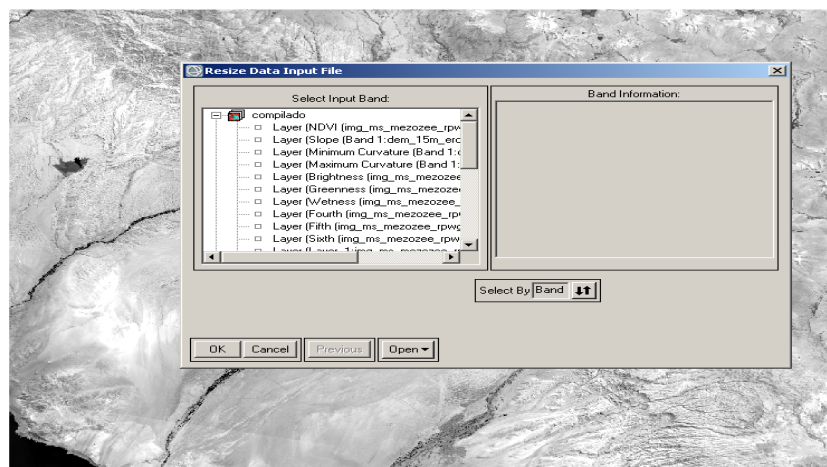 Resize Data Input File
Select Input Band:
Band Information:
compilado
Layer (NDVI (img_ms_mezozee_rpw
Layer (Slope (Band 1:dem_15m_erc
Layer (Minimum Curvature (Band 1:
Layer (Maximum Curvature (Band 1:
Layer (Brightness (img_ms_mezozee
Layer (Greenness (img_ms_mezozee
Layer (Wetness (img_ms_mezozee_
Layer (Fourth (img_ms_mezozee_rp
Layer (Fifth (img_ms_mezozee_rpwg
Layer (Sixth (img_ms_mezozee_rpw
Select By Band
OK Cancel Previous Open